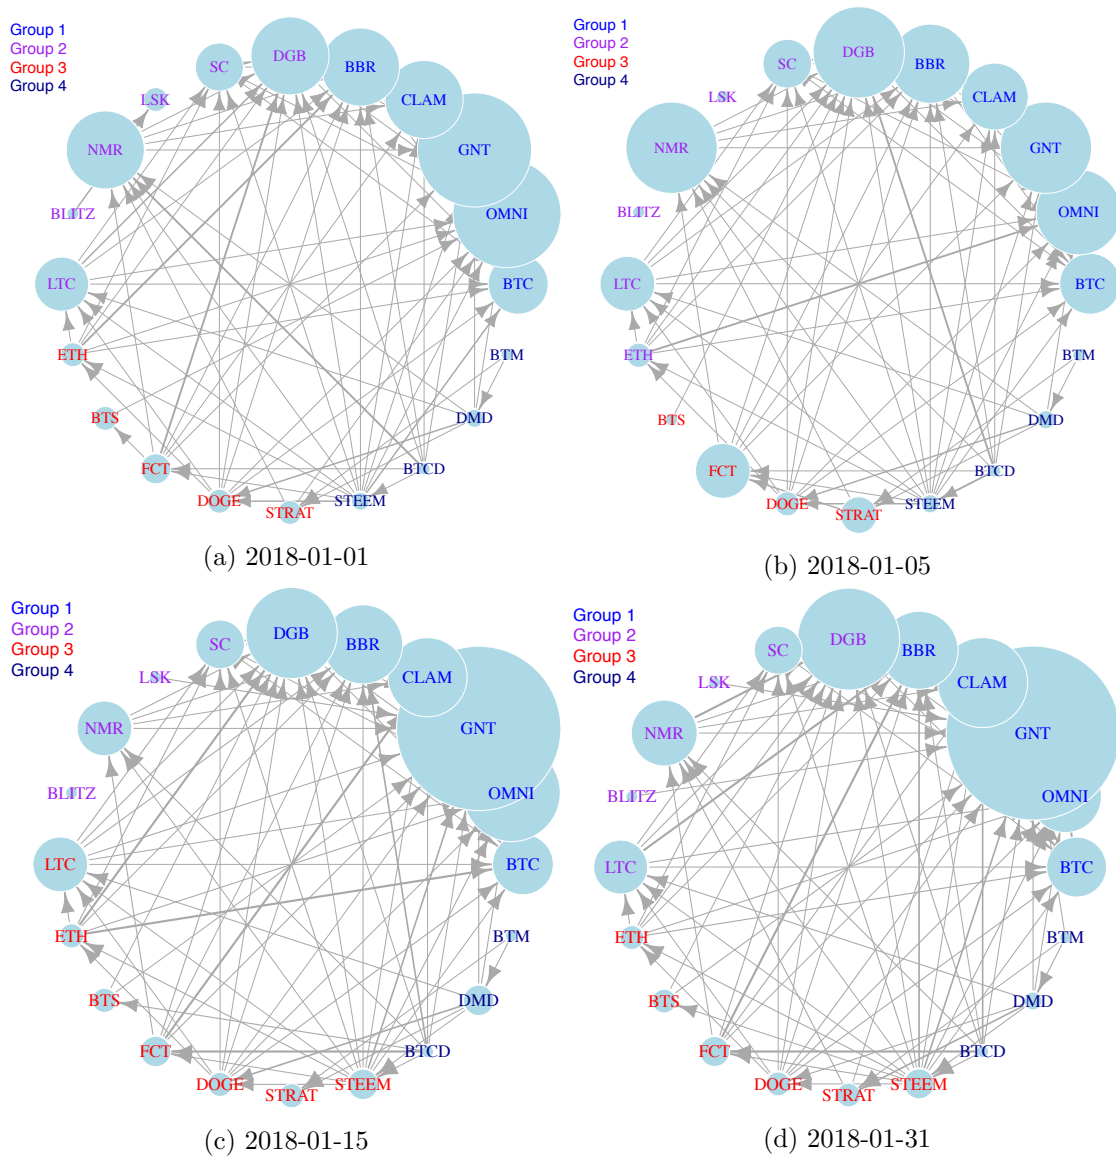 Group 1
Group 2
Group 3
Group 4
DGB
SC
BBR
LSK
CLAM
NMR
GNT
BLITZ
OMNI
LTC
BTC
ETH
BTM
BTS
DMD
FCT
BTCD
DOGE
STEEM
STRAT
(a) 2018-01-01
Group 1
Group 2
Group 3
Group 4
DGB
SC
BBR
LSK
CLAM
NMR
GNT
BLITZ
OMNI
LTC
BTC
ETH
BTM
BTS
DMD
FCT
BTCD
DOGE
STEEM
STRAT
(b) 2018-01-05
Group 1
Group 2
Group 3
Group 4
DGB
SC
BBR
LSK
CLAM
NMR
GNT
BLITZ
OMNI
LTC
BTC
ETH
BTM
BTS
DMD
FCT
BTCD
DOGE
STEEM
STRAT
(c) 2018-01-15
Group 1
Group 2
Group 3
Group 4
DGB
SC
BBR
LSK
CLAM
NMR
GNT
BLITZ
OMNI
LTC
BTC
ETH
BTM
BTS
DMD
FCT
BTCD
DOGE
STEEM
STRAT
(d) 2018-01-31